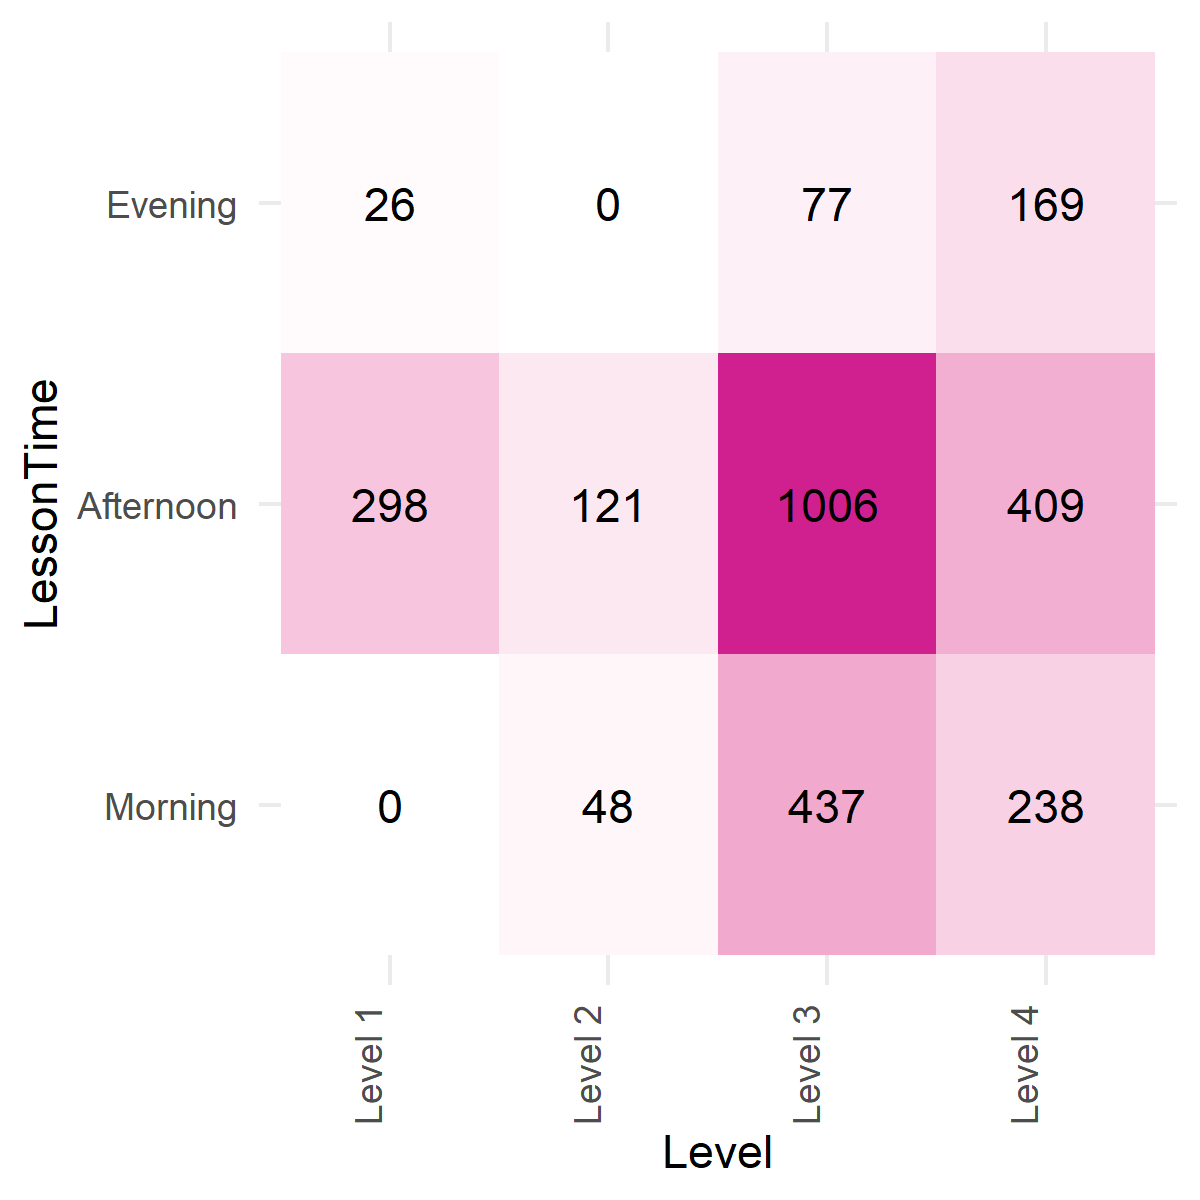 LessonTime
Evening 26 0 77 169
Afternoon 298 121 1006 409
Morning 0 48 437 238
Level 1 Level 2 Level 3 Level 4
Level